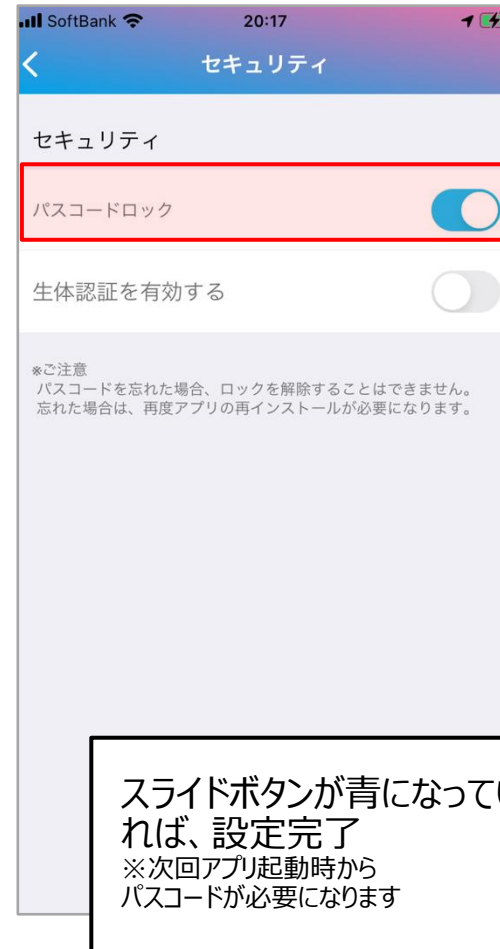 SoftBank 20:17
セキュリティ
セキュリティ
パスコードロック
生体認証を有効する
※ご注意
パスコードを忘れた場合、ロックを解除することはできません。
忘れた場合は、再度アプリの再インストールが必要になります。
スライドボタンが青になってい
れば、設定完了
※次回アプリ起動時から
パスコードが必要になります